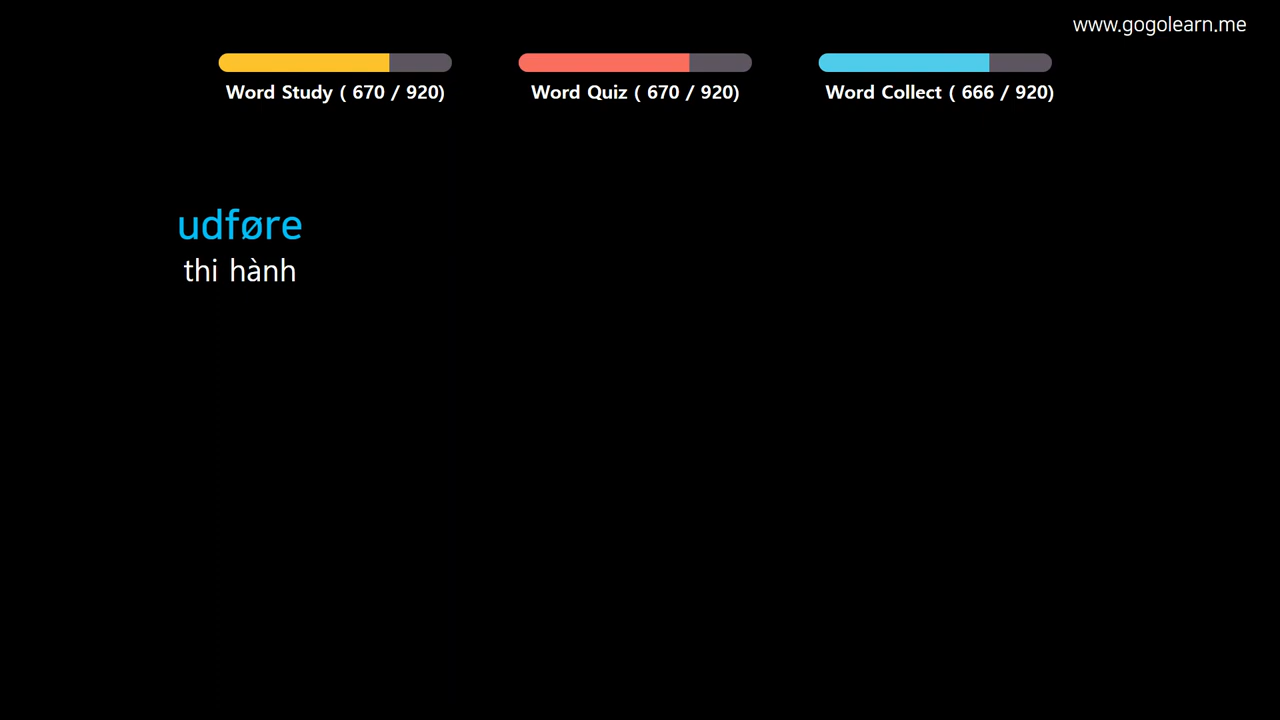 www.gogolearn.me
Word Study ( 670 / 920)
Word Quiz ( 670 / 920)
Word Collect ( 666 / 920)
udføre
thi hành